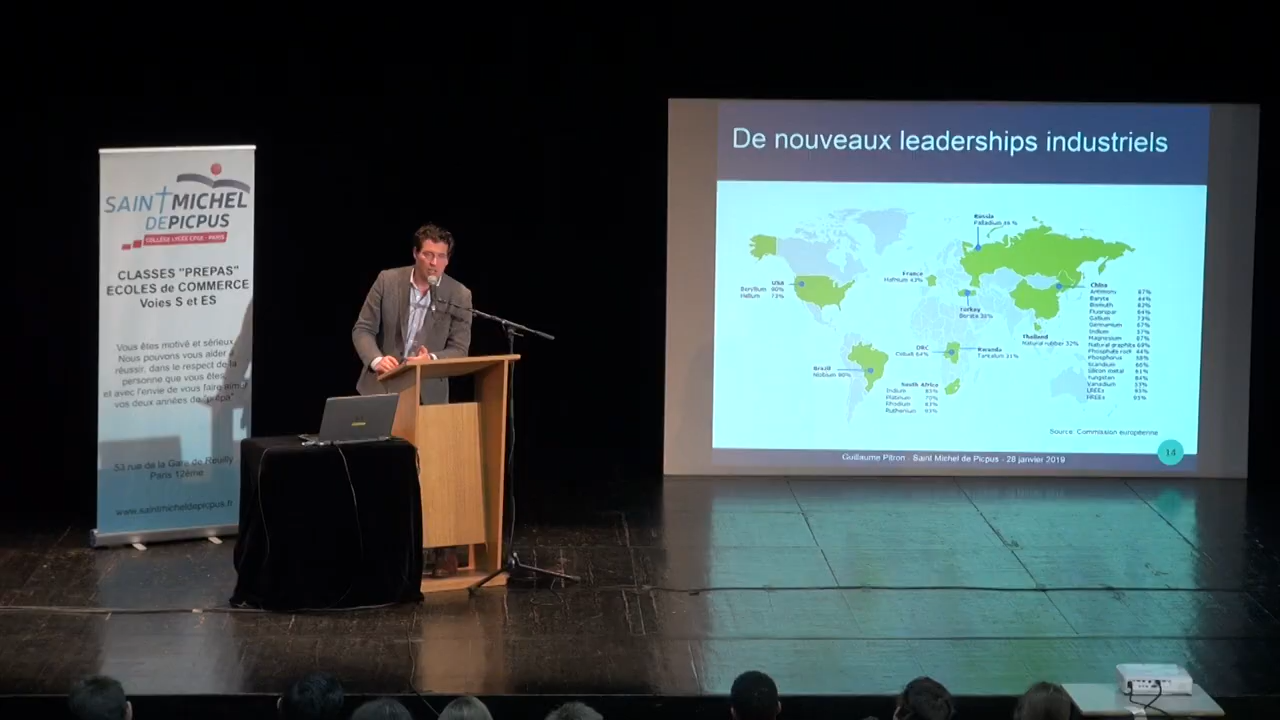 SAINT MICHEL
DE PICPUS
COLLÈGE LYCÉE CPGE - PARIS
CLASSES "PREPAS"
ECOLES de COMMERCE
Voies S et ES
Vous êtes motivé et sérieux,
Nous pouvons vous aider à
réussir, dans le respect de la
personne que vous êtes,
et avec l'envie de vous faire aimer
vos deux années de "prépa"
53 rue de la Gare de Reuilly
Paris 12ème
www.saintmicheldepicpus.fr
De nouveaux leaderships industriels
Russia
Palladium 46 %
USA
Beryllium 90%
Helium 73%
France
Hafnium 43%
Turkey
Borate 38%
China
Antimony 87%
Baryte 44%
Bismuth 82%
Fluorspar 64%
Gallium 73%
Germanium 67%
Indium 57%
Magnesium 87%
Natural graphite 69%
Phosphate rock 44%
Phosphorus 58%
Scandium 66%
Silicon metal 61%
Tungsten 84%
Vanadium 53%
LREEs 95%
HREEs 95%
Thailand
Natural rubber 32%
DRC
Cobalt 64%
Rwanda
Tantalum 31%
Brazil
Niobium 90%
South Africa
Iridium 85%
Platinum 70%
Rhodium 83%
Ruthenium 93%
Source: Commission européenne
Guillaume Pitron - Saint Michel de Picpus - 28 janvier 2019
14